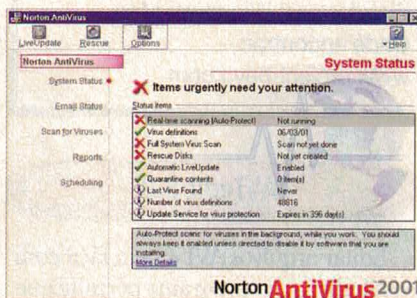 Norton AntiVirus
LiveUpdate Rescue Options Help
Norton AntiVirus
System Status
System Status
Email Status
Scan for Viruses
Reports
Scheduling
Items urgently need your attention.
Status items
Real-time scanning (Auto-Protect) Not running
Virus definitions 06/03/01
Full System Virus Scan Scan not yet done
Rescue Disks Not yet created
Automatic LiveUpdate Enabled
Quarantine contents 0 item(s)
Last Virus Found Never
Number of virus definitions 48816
Update Service for virus protection Expires in 396 day(s)
Auto-Protect scans for viruses in the background, while you work. You should
always keep it enabled unless directed to disable it by software that you are
installing.
More Details
Norton AntiVirus 200